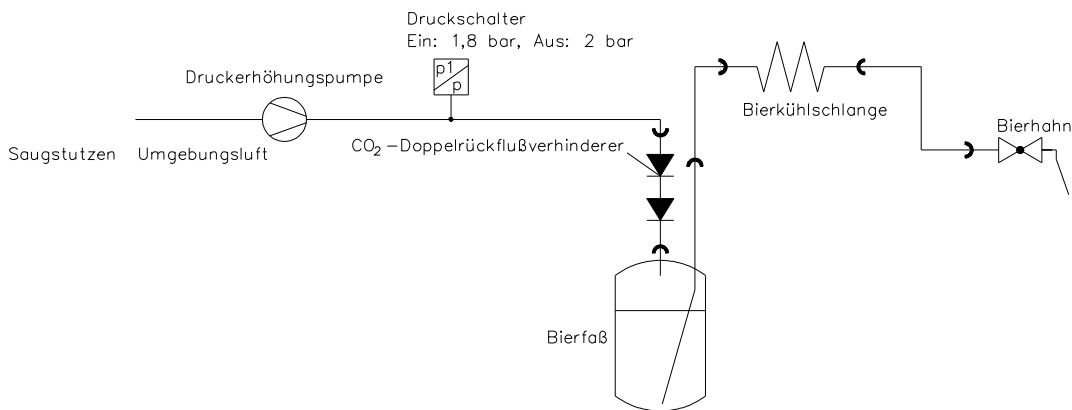 Druckschalter
Ein: 1,8 bar, Aus: 2 bar
p1
p
Druckerhöhungspumpe
Saugstutzen Umgebungsluft
CO₂-Doppelrückflußverhinderer
Bierkühlschlange
Bierhahn
Bierfaß